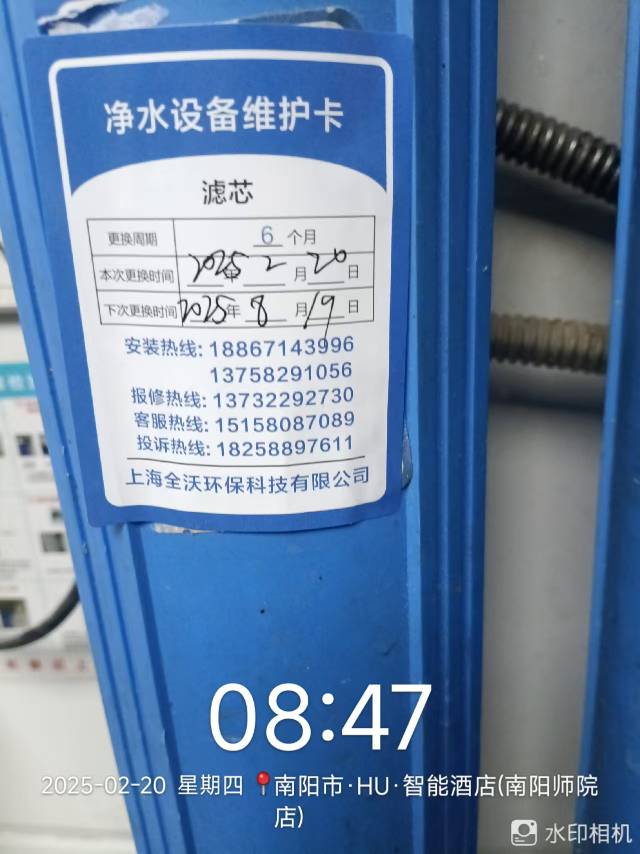 净水设备维护卡
滤芯
更换周期 6 个月
本次更换时间 2025年 2 月 20 日
下次更换时间 2025年 8 月 19 日
安装热线: 18867143996
13758291056
报修热线: 13732292730
客服热线: 15158087089
投诉热线: 18258897611
上海全沃环保科技有限公司
08:47
2025-02-20 星期四 南阳市·HU·智能酒店(南阳师院
店)
水印相机